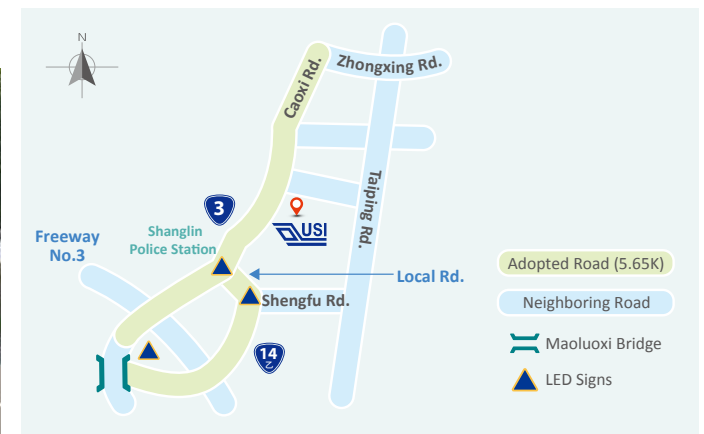 N
Zhongxing Rd.
Caoxi Rd.
Taiping Rd.
3
USI
Shanglin
Police Station
Freeway
No.3
Local Rd.
Shengfu Rd.
14
乙
Adopted Road (5.65K)
Neighboring Road
Maoluoxi Bridge
LED Signs